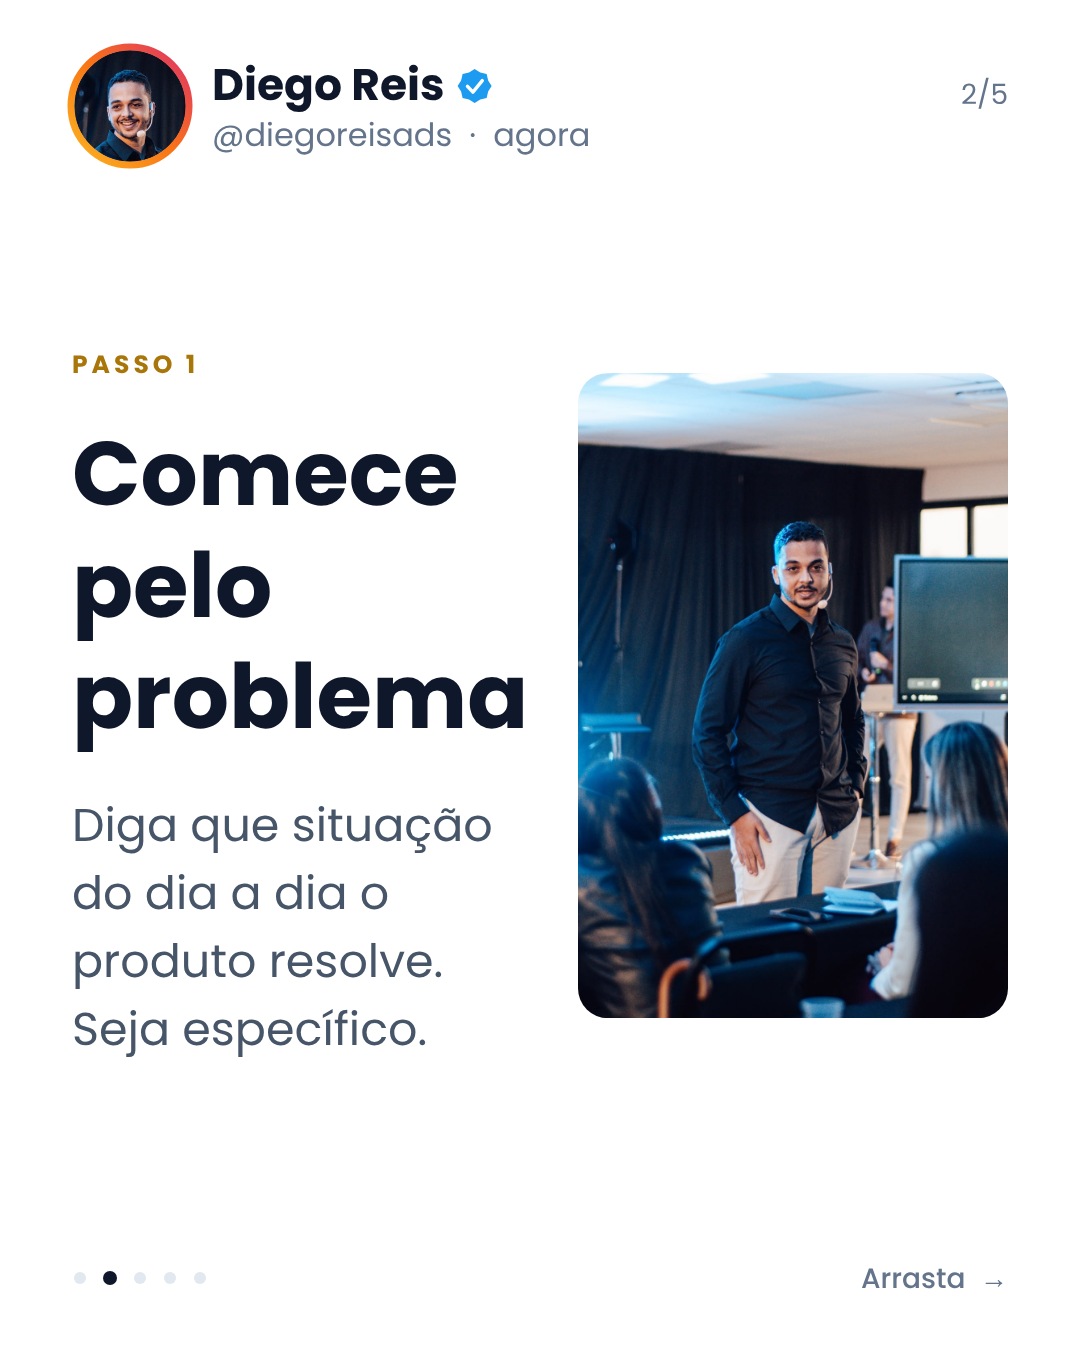 Diego Reis
@diegoreisads · agora
2/5
PASSO 1
Comece
pelo
problema
Diga que situação
do dia a dia o
produto resolve.
Seja específico.
Arrasta →